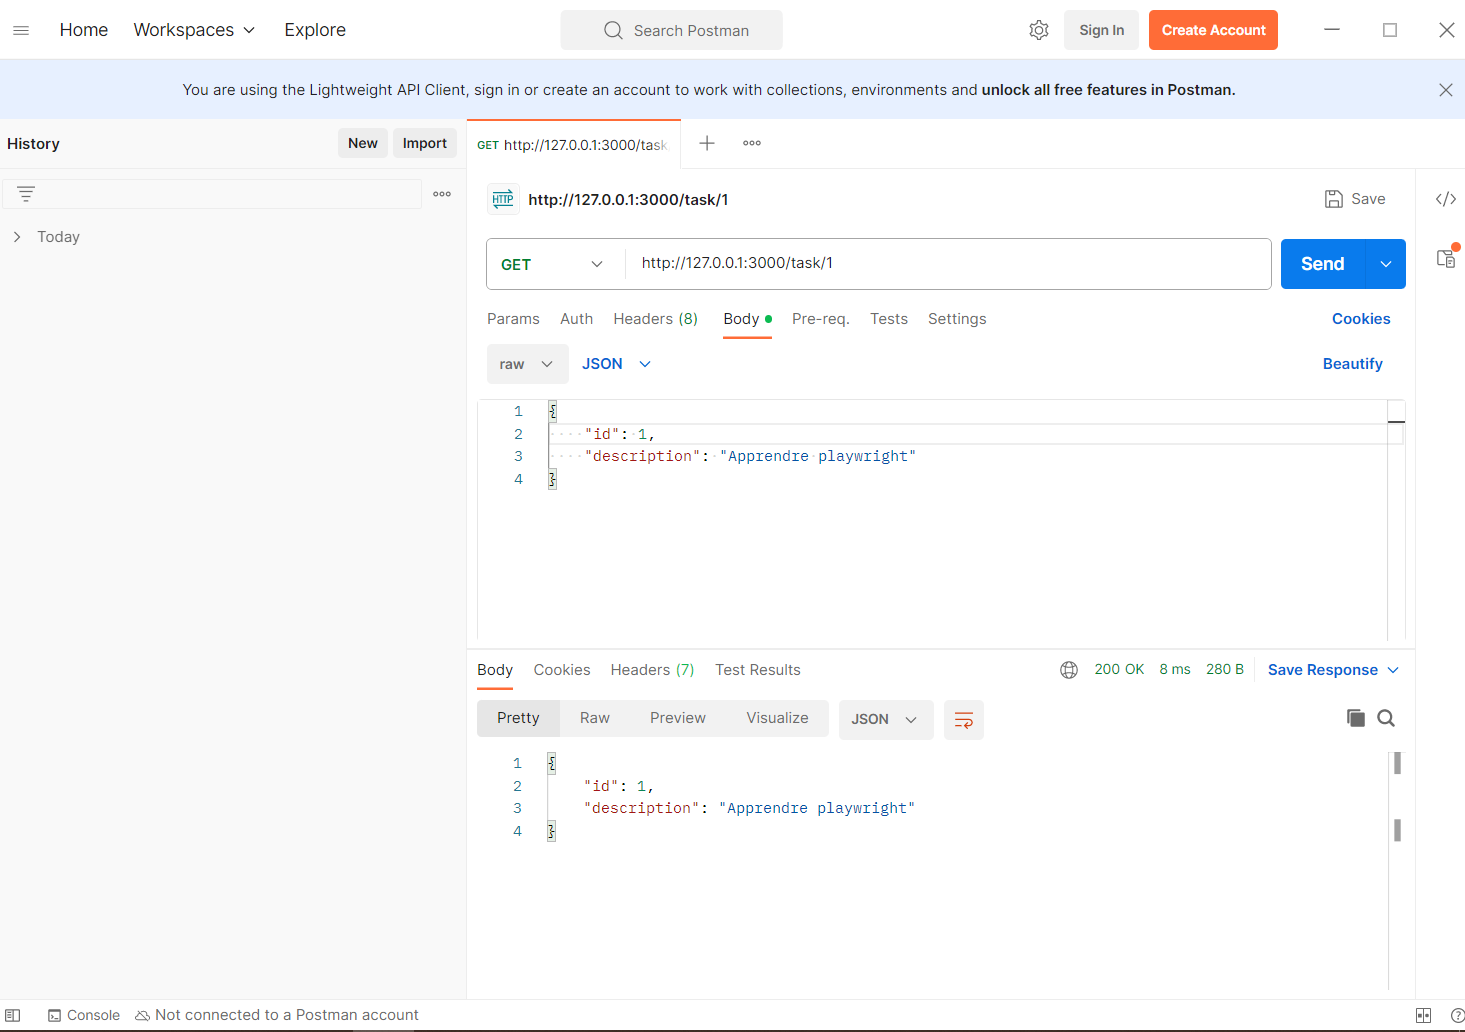 Home Workspaces Explore Search Postman Sign In Create Account
You are using the Lightweight API Client, sign in or create an account to work with collections, environments and unlock all free features in Postman.
History New Import
Today
GET http://127.0.0.1:3000/task
HTTP http://127.0.0.1:3000/task/1 Save
GET http://127.0.0.1:3000/task/1 Send
Params Auth Headers (8) Body Pre-req. Tests Settings Cookies
raw JSON Beautify
1 {
2 "id": 1,
3 "description": "Apprendre playwright"
4 }
Body Cookies Headers (7) Test Results 200 OK 8 ms 280 B Save Response
Pretty Raw Preview Visualize JSON
1 {
2 "id": 1,
3 "description": "Apprendre playwright"
4 }
Console Not connected to a Postman account